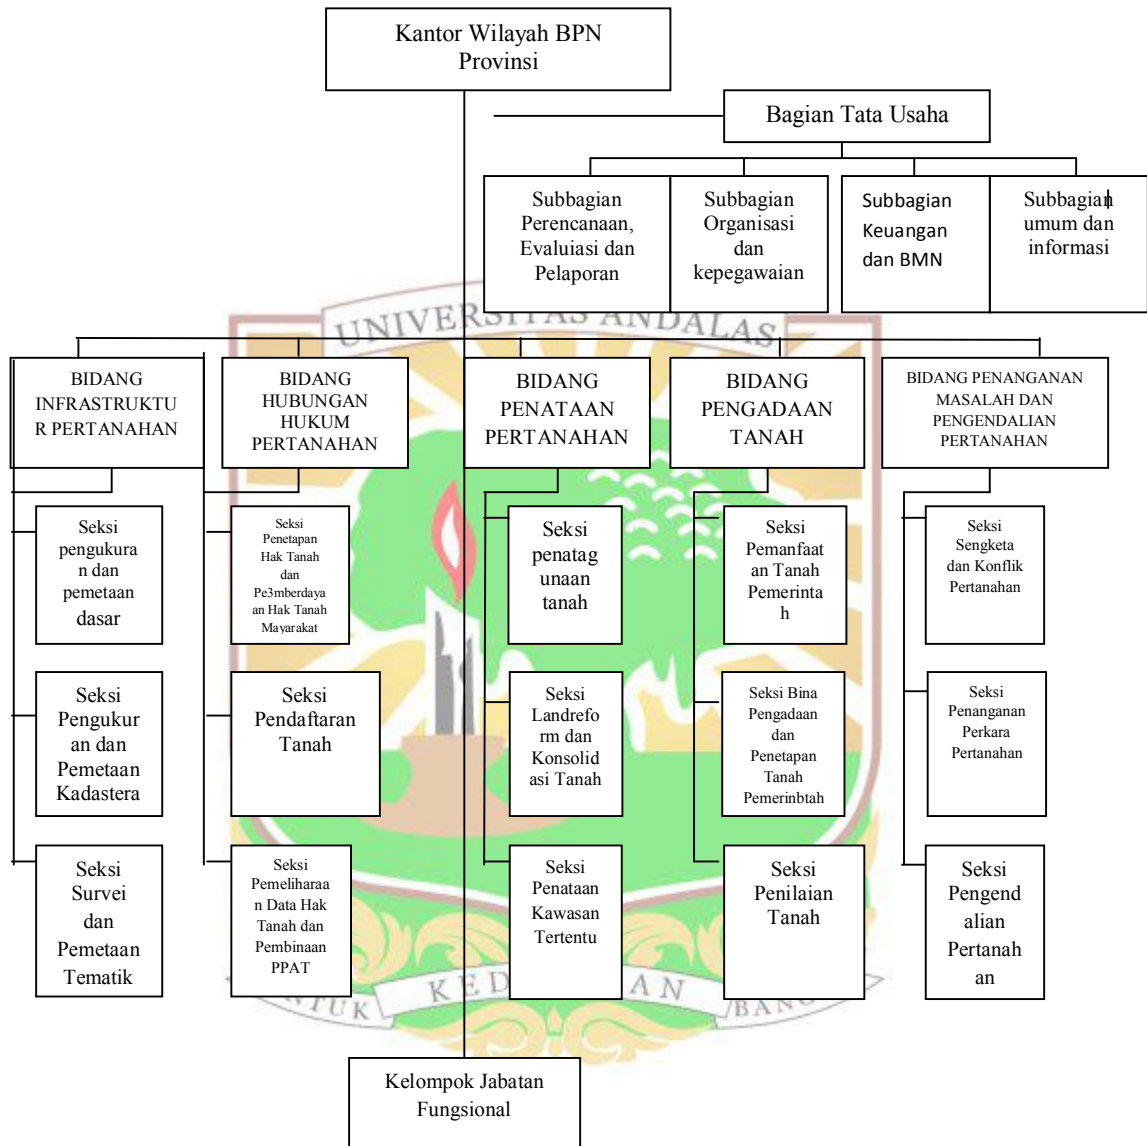 Kantor Wilayah BPN
Provinsi
Bagian Tata Usaha
Subbagian
Perencanaan,
Evaluiasi dan
Pelaporan
Subbagian
Organisasi
dan
kepegawaian
Subbagian
Keuangan
dan BMN
Subbagian
umum dan
informasi
UNIVERSITAS ANDALAS
BIDANG
INFRASTRUKTU
R PERTANAHAN
BIDANG
HUBUNGAN
HUKUM
PERTANAHAN
BIDANG
PENATAAN
PERTANAHAN
BIDANG
PENGADAAN
TANAH
BIDANG PENANGANAN
MASALAH DAN
PENGENDALIAN
PERTANAHAN
Seksi
pengukura
n dan
pemetaan
dasar
Seksi
Penetapan
Hak Tanah
dan
Pe3mberdaya
an Hak Tanah
Mayarakat
Seksi
penatag
unaan
tanah
Seksi
Pemanfaat
an Tanah
Pemerinta
h
Seksi
Sengketa
dan Konflik
Pertanahan
Seksi
Pengukur
an dan
Pemetaan
Kadastera
Seksi
Pendaftaran
Tanah
Seksi
Landrefo
rm dan
Konsolid
asi Tanah
Seksi Bina
Pengadaan
dan
Penetapan
Tanah
Pemerinbtah
Seksi
Penanganan
Perkara
Pertanahan
Seksi
Survei
dan
Pemetaan
Tematik
Seksi
Pemeliharaa
n Data Hak
Tanah dan
Pembinaan
PPAT
Seksi
Penataan
Kawasan
Tertentu
Seksi
Penilaian
Tanah
Seksi
Pengend
alian
Pertanah
an
Kelompok Jabatan
Fungsional